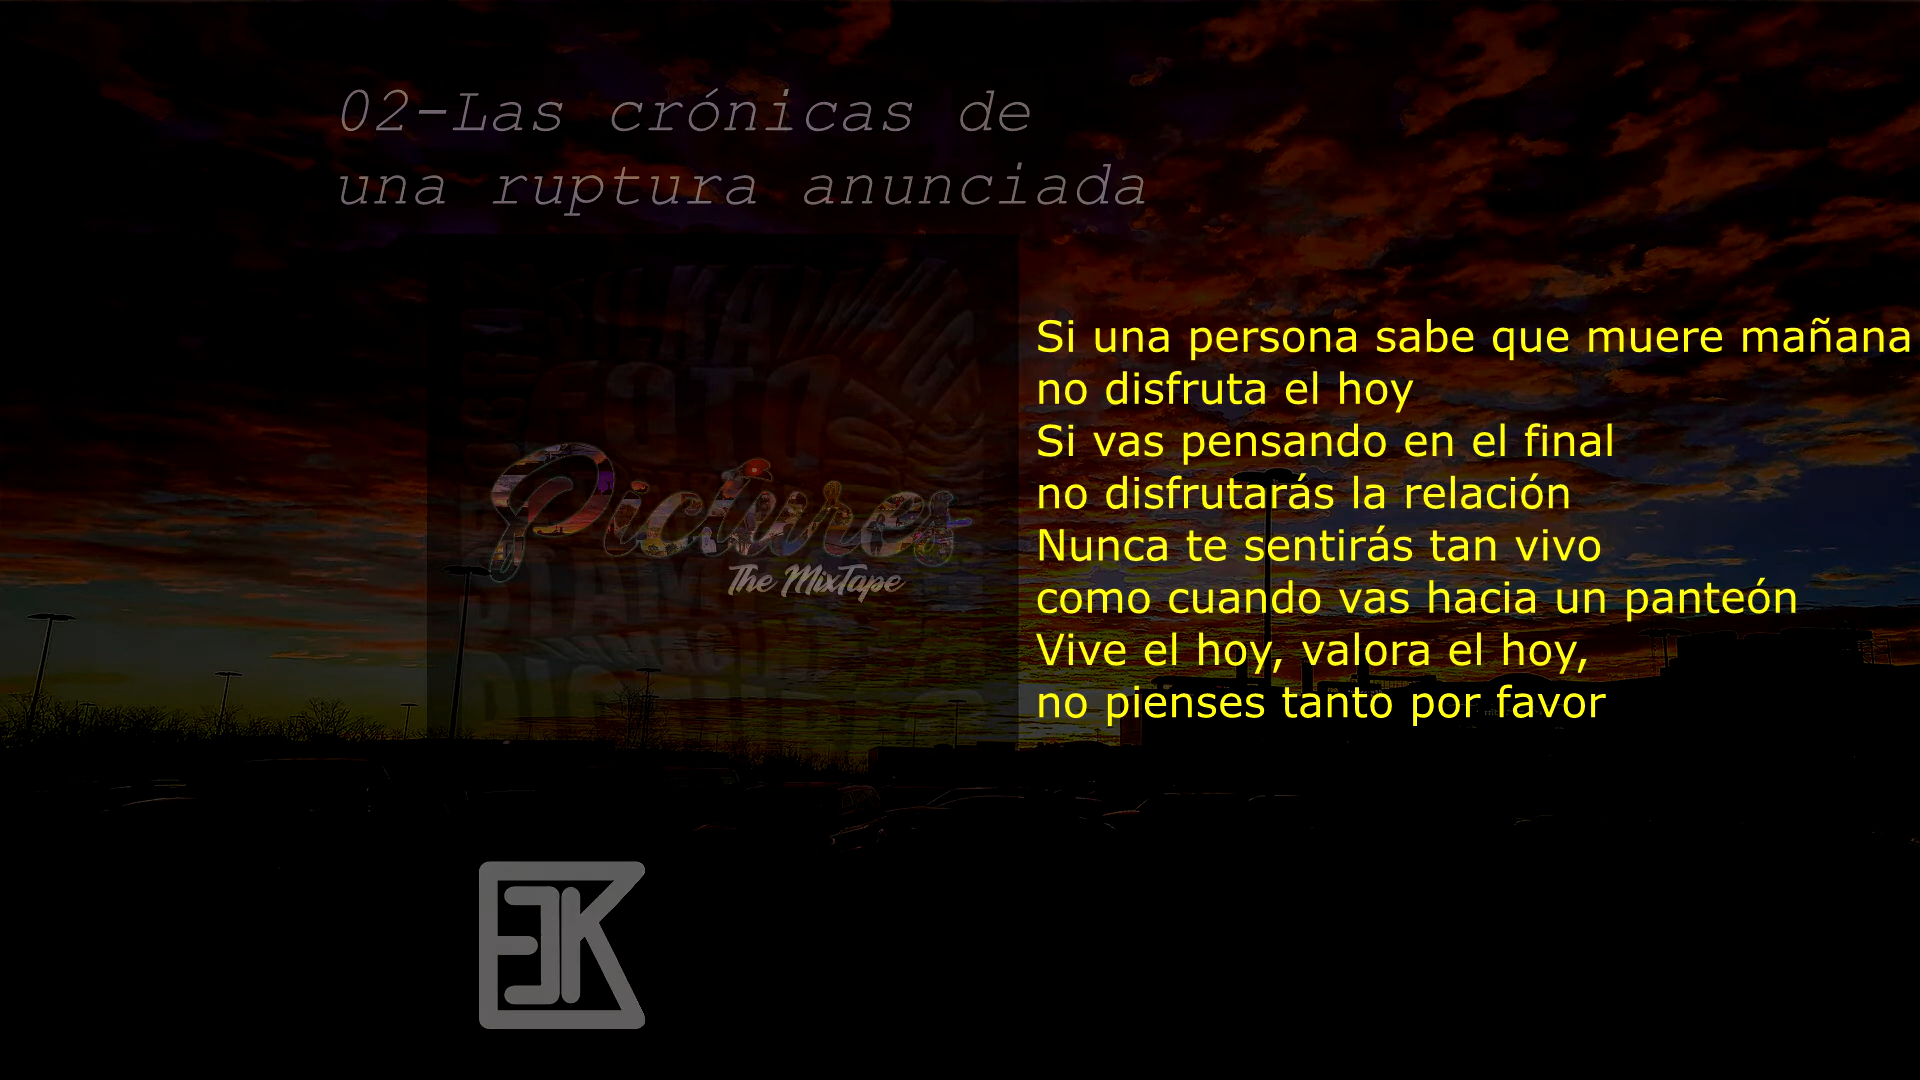 02-Las crónicas de
una ruptura anunciada
Pictures
The MixTape
Si una persona sabe que muere mañana
no disfruta el hoy
Si vas pensando en el final
no disfrutarás la relación
Nunca te sentirás tan vivo
como cuando vas hacia un panteón
Vive el hoy, valora el hoy,
no pienses tanto por favor
EK